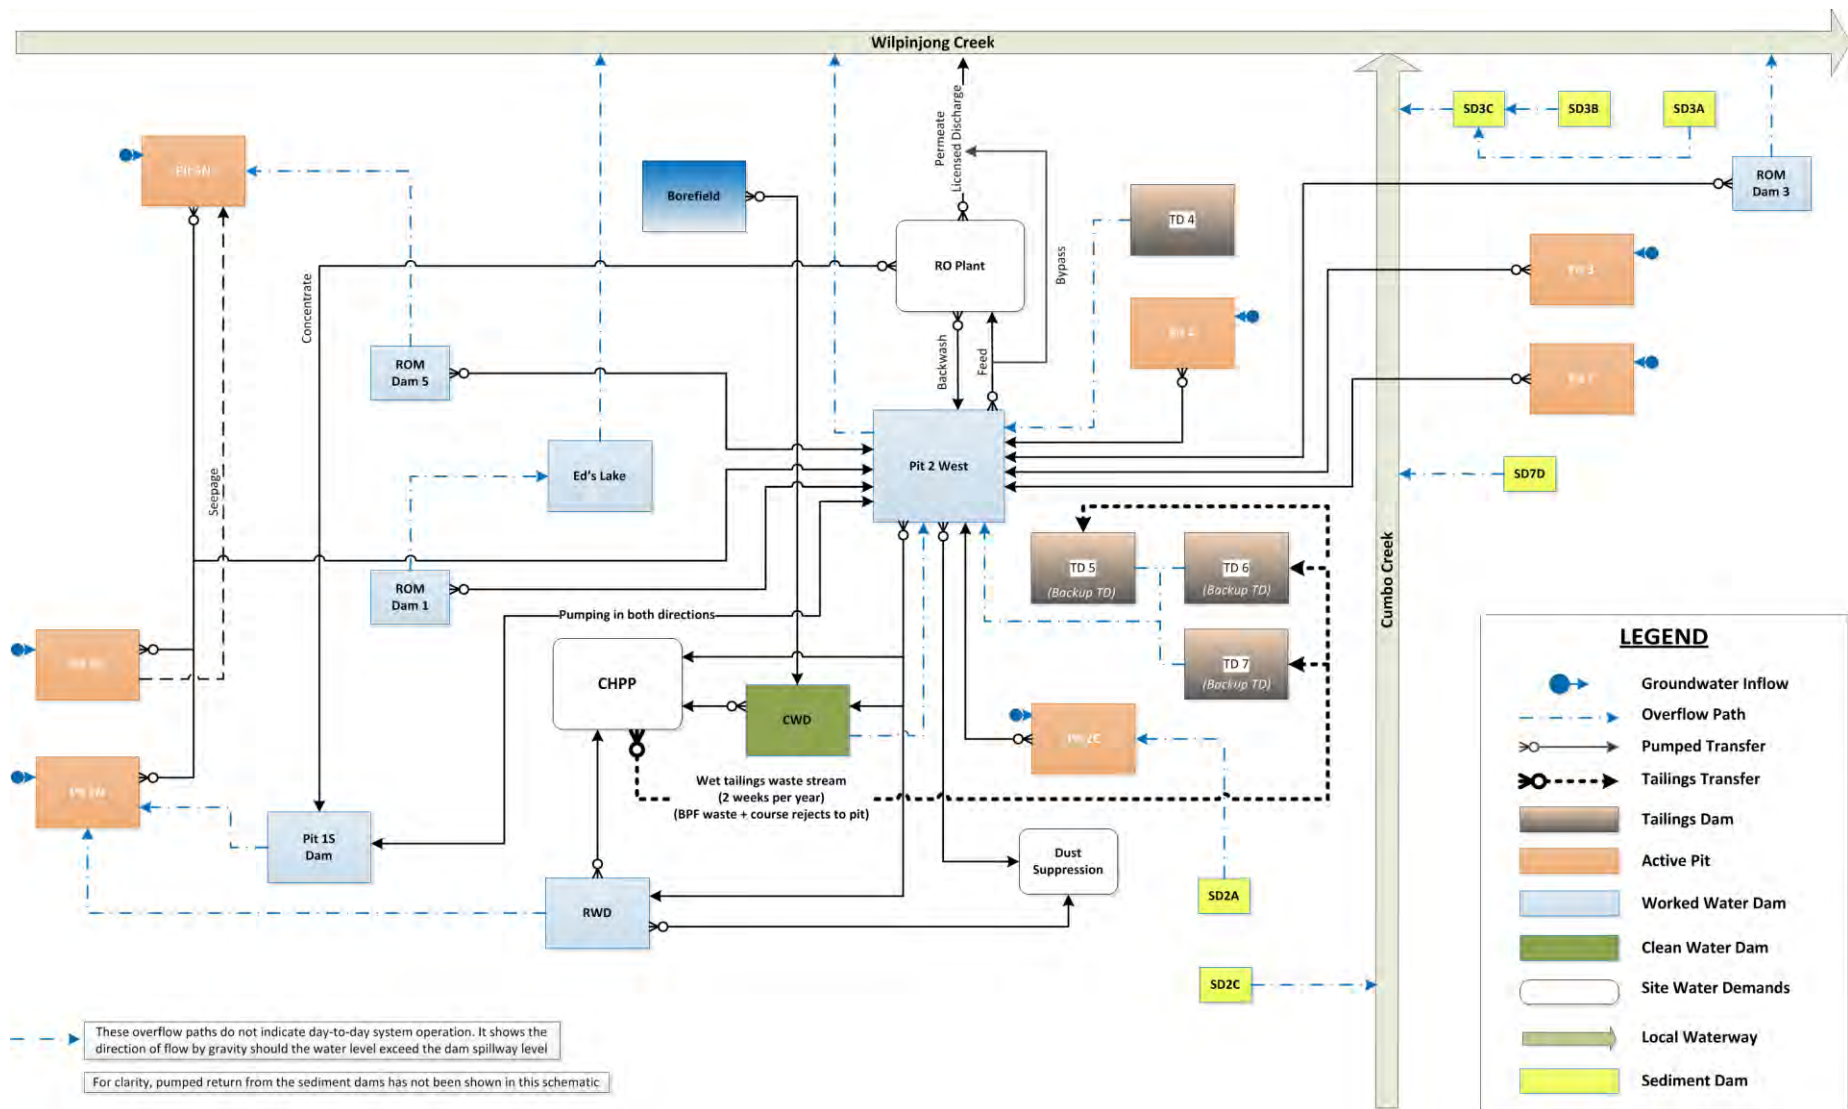 Wilpinjong Creek
SD3C
SD3B
SD3A
Permeate
Licensed Discharge
ROM
Dam 3
Borefield
TD 4
RO Plant
Bypass
Concentrate
Backwash
Feed
ROM
Dam 5
Pit 2 West
Ed's Lake
Seepage
SD7D
TD 5
(Backup TD)
TD 6
(Backup TD)
ROM
Dam 1
Pumping in both directions
Cumbo Creek
TD 7
(Backup TD)
CHPP
CWD
Pit 2C
Wet tailings waste stream
(2 weeks per year)
(BPF waste + course rejects to pit)
Pit 1S
Dam
Dust
Suppression
RWD
SD2A
SD2C
These overflow paths do not indicate day-to-day system operation. It shows the
direction of flow by gravity should the water level exceed the dam spillway level
For clarity, pumped return from the sediment dams has not been shown in this schematic
LEGEND
Groundwater Inflow
Overflow Path
Pumped Transfer
Tailings Transfer
Tailings Dam
Active Pit
Worked Water Dam
Clean Water Dam
Site Water Demands
Local Waterway
Sediment Dam